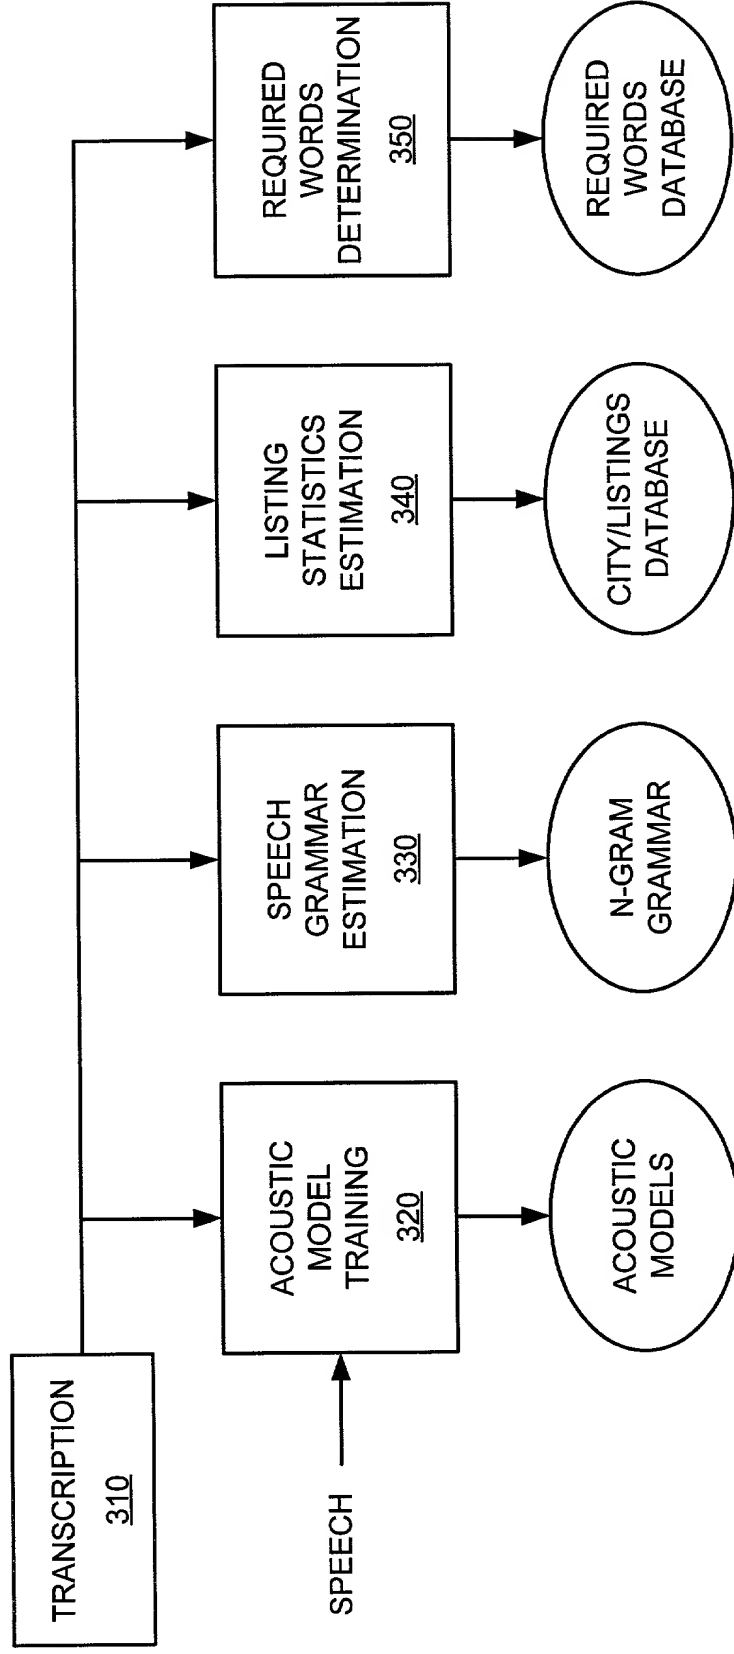 TRANSCRIPTION
310
SPEECH
ACOUSTIC
MODEL
TRAINING
320
ACOUSTIC
MODELS
SPEECH
GRAMMAR
ESTIMATION
330
N-GRAM
GRAMMAR
LISTING
STATISTICS
ESTIMATION
340
CITY/LISTINGS
DATABASE
REQUIRED
WORDS
DETERMINATION
350
REQUIRED
WORDS
DATABASE